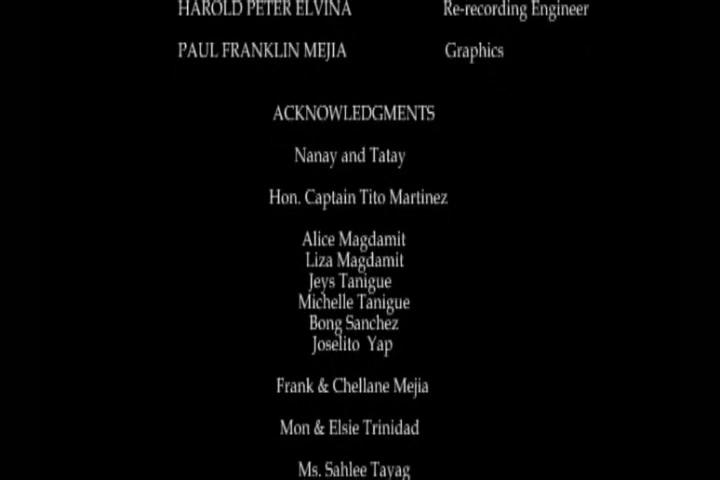 HAROLD PETER ELVINA Re-recording Engineer
PAUL FRANKLIN MEJIA Graphics
ACKNOWLEDGMENTS
Nanay and Tatay
Hon. Captain Tito Martinez
Alice Magdamit
Liza Magdamit
Jeys Tanigue
Michelle Tanigue
Bong Sanchez
Joselito Yap
Frank & Chellane Mejia
Mon & Elsie Trinidad
Ms. Sahlee Tayag